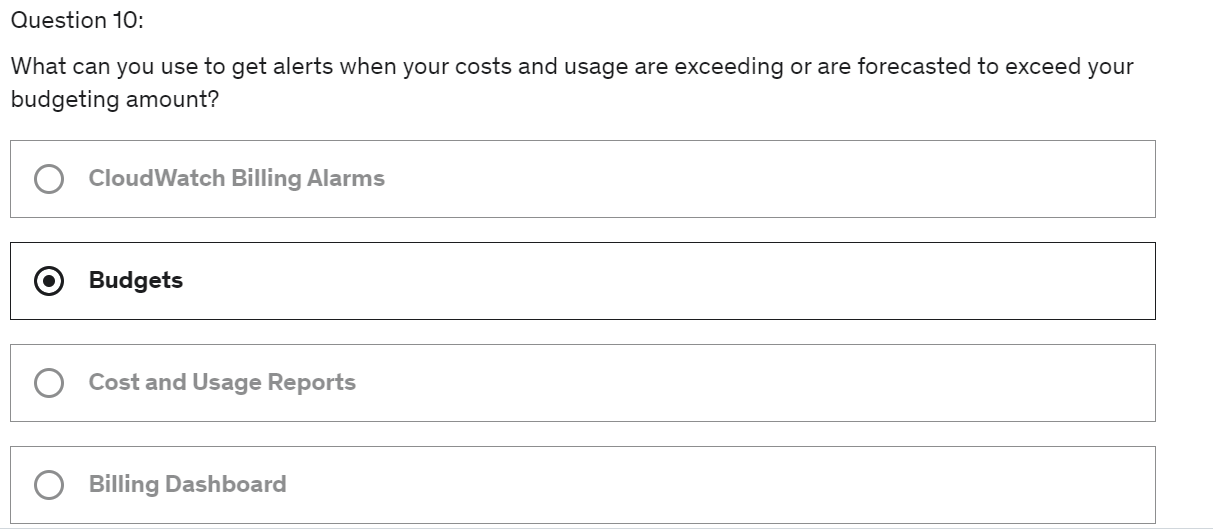 Question 10:
What can you use to get alerts when your costs and usage are exceeding or are forecasted to exceed your
budgeting amount?
CloudWatch Billing Alarms
Budgets
Cost and Usage Reports
Billing Dashboard